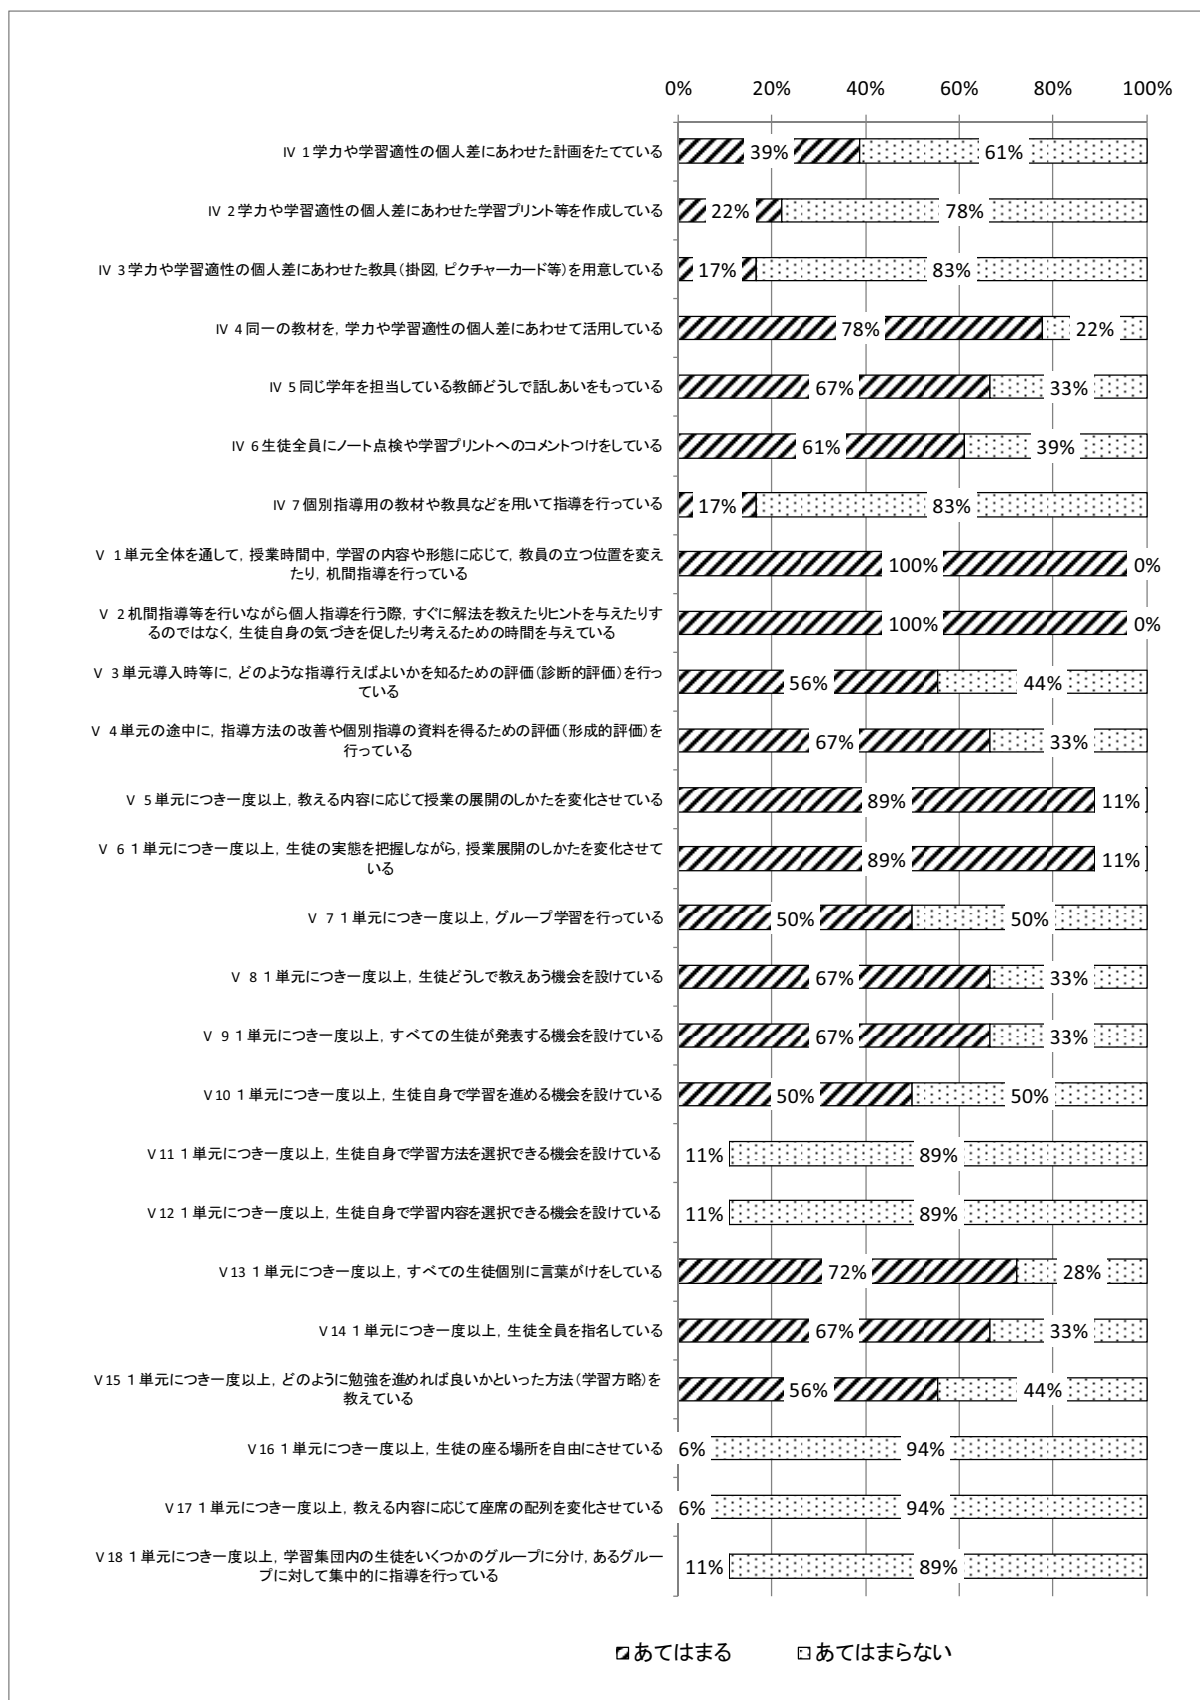 0% 20% 40% 60% 80% 100%
Ⅳ 1 学力や学習適性の個人差にあわせた計画をたてている 39% 61%
Ⅳ 2 学力や学習適性の個人差にあわせた学習プリント等を作成している 22% 78%
Ⅳ 3 学力や学習適性の個人差にあわせた教具(掛図, ピクチャーカード等)を用意している 17% 83%
Ⅳ 4 同一の教材を, 学力や学習適性の個人差にあわせて活用している 78% 22%
Ⅳ 5 同じ学年を担当している教師どうしで話しあいをもっている 67% 33%
Ⅳ 6 生徒全員にノート点検や学習プリントへのコメントつけをしている 61% 39%
Ⅳ 7 個別指導用の教材や教具などを用いて指導を行っている 17% 83%
Ⅴ 1 単元全体を通して, 授業時間中, 学習の内容や形態に応じて, 教員の立つ位置を変え
たり, 机間指導を行っている 100% 0%
Ⅴ 2 机間指導等を行いながら個人指導を行う際, すぐに解法を教えたりヒントを与えたりす
るのではなく, 生徒自身の気づきを促したり考えるための時間を与えている 100% 0%
Ⅴ 3 単元導入時等に, どのような指導行えばよいかを知るための評価(診断的評価)を行っ
ている 56% 44%
Ⅴ 4 単元の途中に, 指導方法の改善や個別指導の資料を得るための評価(形成的評価)を
行っている 67% 33%
Ⅴ 5 単元につき一度以上, 教える内容に応じて授業の展開のしかたを変化させている 89% 11%
Ⅴ 6 1単元につき一度以上, 生徒の実態を把握しながら, 授業展開のしかたを変化させて
いる 89% 11%
Ⅴ 7 1単元につき一度以上, グループ学習を行っている 50% 50%
Ⅴ 8 1単元につき一度以上, 生徒どうしで教えあう機会を設けている 67% 33%
Ⅴ 9 1単元につき一度以上, すべての生徒が発表する機会を設けている 67% 33%
Ⅴ10 1単元につき一度以上, 生徒自身で学習を進める機会を設けている 50% 50%
Ⅴ11 1単元につき一度以上, 生徒自身で学習方法を選択できる機会を設けている 11% 89%
Ⅴ12 1単元につき一度以上, 生徒自身で学習内容を選択できる機会を設けている 11% 89%
Ⅴ13 1単元につき一度以上, すべての生徒個別に言葉がけをしている 72% 28%
Ⅴ14 1単元につき一度以上, 生徒全員を指名している 67% 33%
Ⅴ15 1単元につき一度以上, どのように勉強を進めれば良いかといった方法(学習方略)を
教えている 56% 44%
Ⅴ16 1単元につき一度以上, 生徒の座る場所を自由にさせている 6% 94%
Ⅴ17 1単元につき一度以上, 教える内容に応じて座席の配列を変化させている 6% 94%
Ⅴ18 1単元につき一度以上, 学習集団内の生徒をいくつかのグループに分け, あるグルー
プに対して集中的に指導を行っている 11% 89%
あてはまる あてはまらない